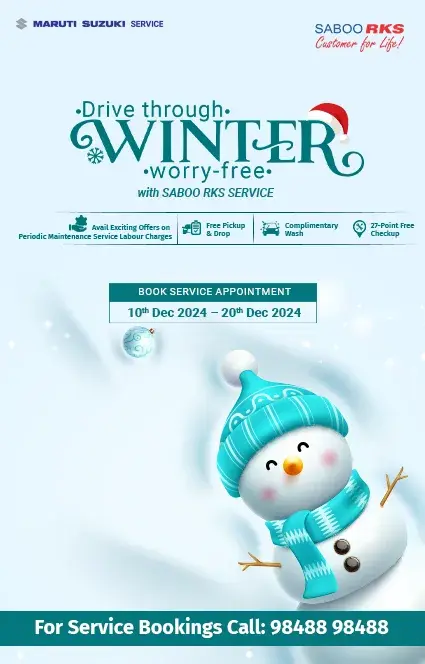 MARUTI SUZUKI SERVICE
SABOO RKS
Customer for Life!
•Drive through•
WINTER
•worry-free•
with SABOO RKS SERVICE
Avail Exciting Offers on
Periodic Maintenance Service Labour Charges
Free Pickup
& Drop
Complimentary
Wash
27-Point Free
Checkup
BOOK SERVICE APPOINTMENT
10th Dec 2024 – 20th Dec 2024
For Service Bookings Call: 98488 98488